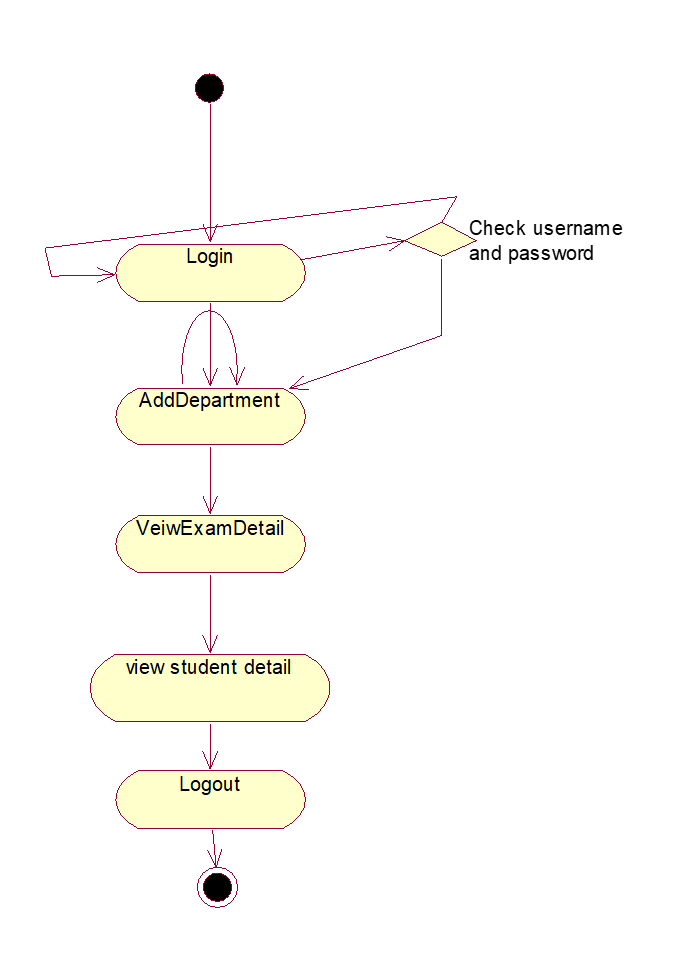 Check username
and password
Login
AddDepartment
VeiwExamDetail
view student detail
Logout